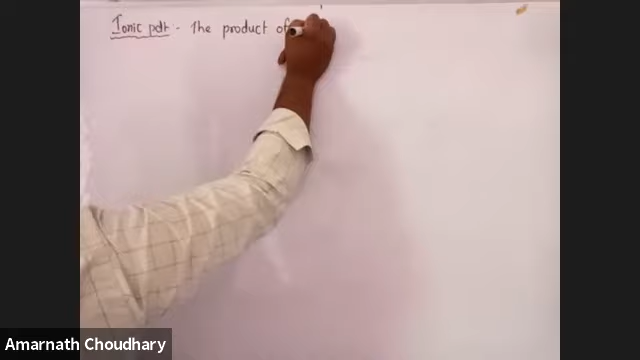 Ionic pdt :- The product of
Amarnath Choudhary